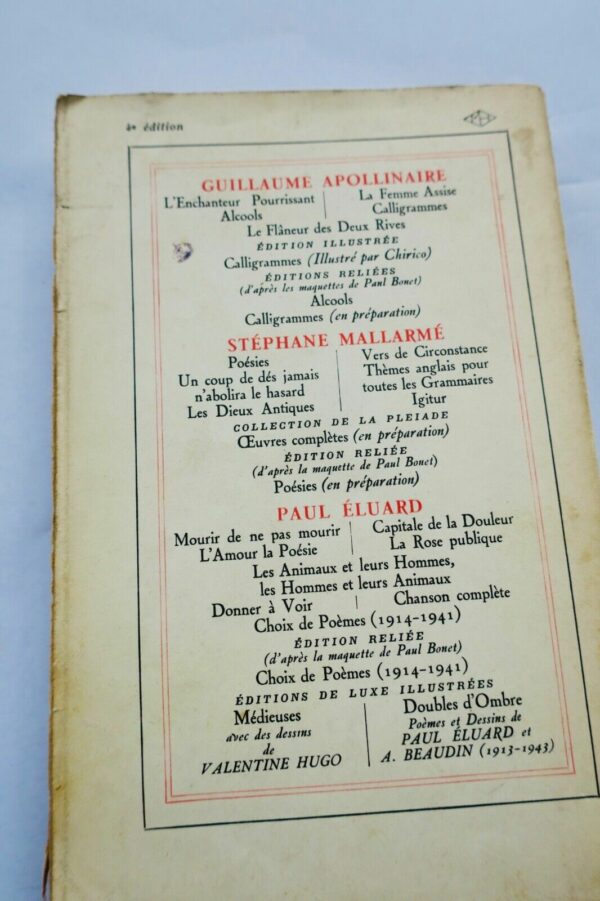 4e édition
GUILLAUME APOLLINAIRE
L'Enchanteur Pourrissant
Alcools
La Femme Assise
Calligrammes
Le Flâneur des Deux Rives
ÉDITION ILLUSTRÉE
Calligrammes (Illustré par Chirico)
ÉDITIONS RELIÉES
(d'après les maquettes de Paul Bonet)
Alcools
Calligrammes (en préparation)
STÉPHANE MALLARMÉ
Poésies
Un coup de dés jamais
n'abolira le hasard
Les Dieux Antiques
Vers de Circonstance
Thèmes anglais pour
toutes les Grammaires
Igitur
COLLECTION DE LA PLEIADE
Œuvres complètes (en préparation)
ÉDITION RELIÉE
(d'après la maquette de Paul Bonet)
Poésies (en préparation)
PAUL ÉLUARD
Mourir de ne pas mourir
L'Amour la Poésie
Capitale de la Douleur
La Rose publique
Les Animaux et leurs Hommes,
les Hommes et leurs Animaux
Donner à Voir
Chanson complète
Choix de Poèmes (1914-1941)
ÉDITION RELIÉE
(d'après la maquette de Paul Bonet)
Choix de Poèmes (1914-1941)
ÉDITIONS DE LUXE ILLUSTRÉES
Médieuses
avec des dessins
de
VALENTINE HUGO
Doubles d'Ombre
Poèmes et Dessins de
PAUL ÉLUARD et
A. BEAUDIN (1913-1943)